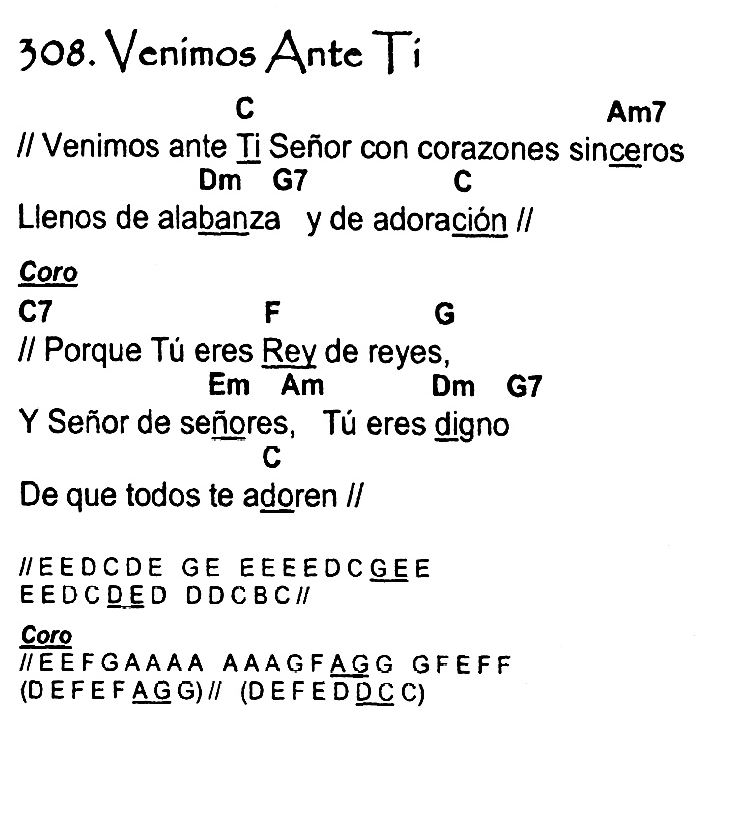 308. Venimos Ante Ti
C Am7
// Venimos ante Ti Señor con corazones sinceros
Dm G7 C
Llenos de alabanza y de adoración //
Coro
C7 F G
// Porque Tú eres Rey de reyes,
Em Am Dm G7
Y Señor de señores, Tú eres digno
C
De que todos te adoren //
//E E D C D E G E E E E E D C G E E
E E D C D E D D D C B C //
Coro
//E E F G A A A A A A A G F A G G G F E F F
(D E F E F A G G) // (D E F E D D C C)